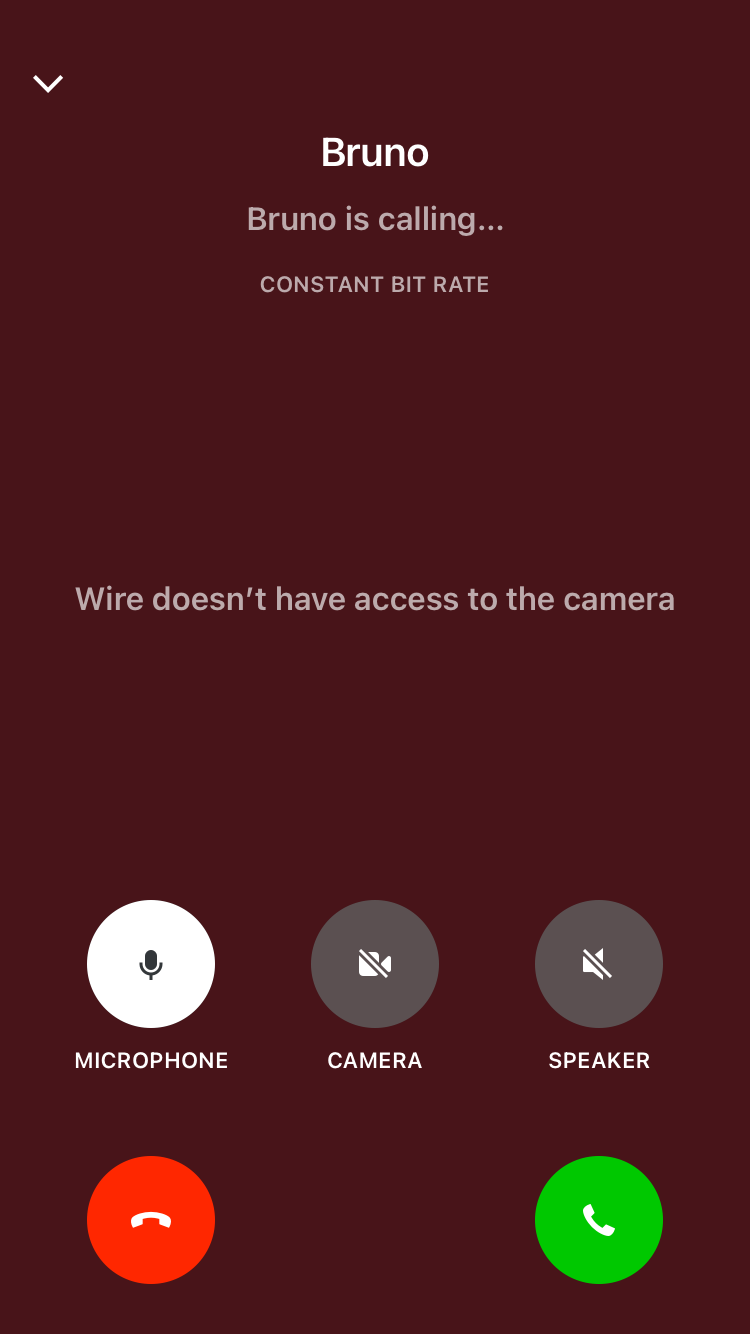 Bruno
Bruno is calling...
CONSTANT BIT RATE
Wire doesn’t have access to the camera
MICROPHONE
CAMERA
SPEAKER